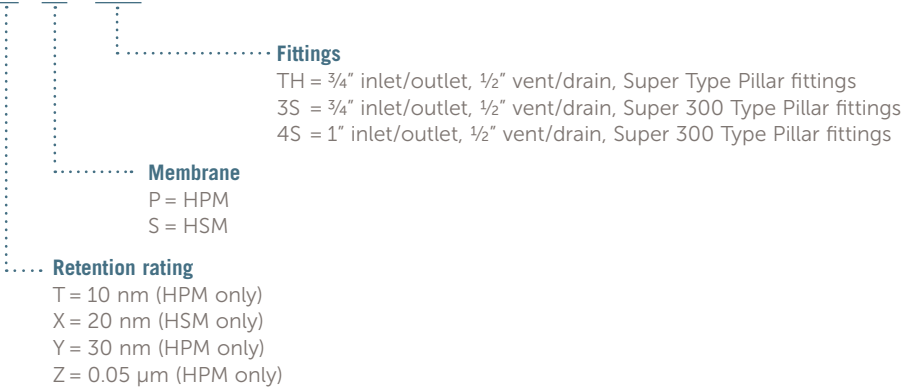 Fittings
TH = ¾″ inlet/outlet, ½″ vent/drain, Super Type Pillar fittings
3S = ¾″ inlet/outlet, ½″ vent/drain, Super 300 Type Pillar fittings
4S = 1″ inlet/outlet, ½″ vent/drain, Super 300 Type Pillar fittings
Membrane
P = HPM
S = HSM
Retention rating
T = 10 nm (HPM only)
X = 20 nm (HSM only)
Y = 30 nm (HPM only)
Z = 0.05 µm (HPM only)